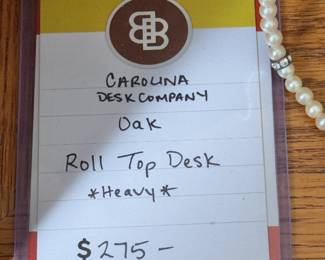 CAROLINA
DESK COMPANY
Oak
Roll Top Desk
*Heavy*
$275-